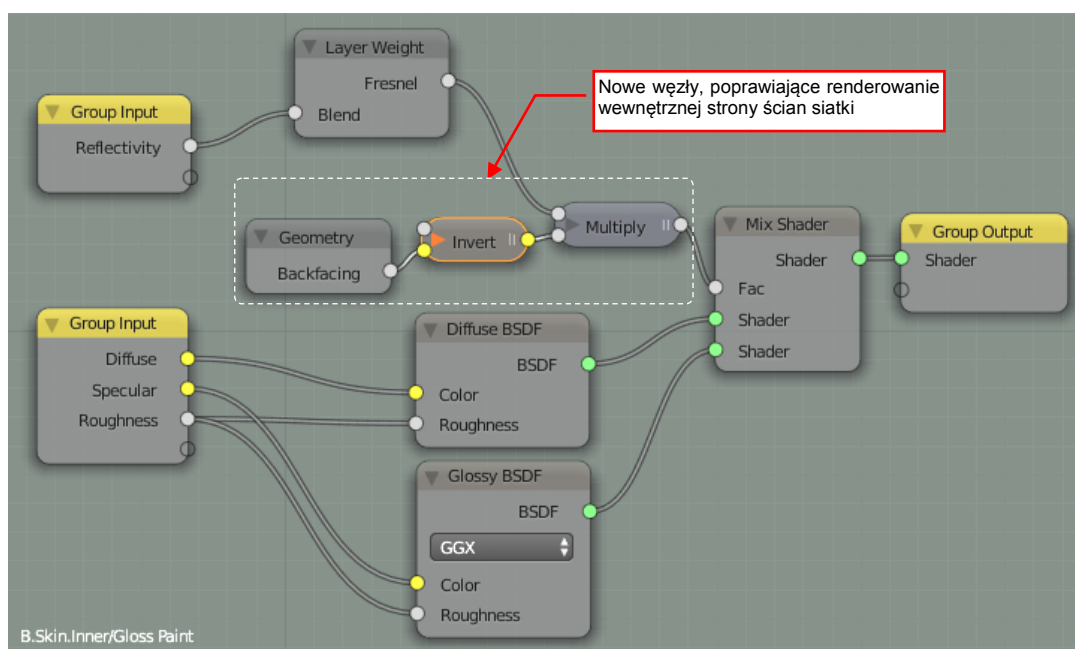 Layer Weight
Fresnel
Blend
Nowe węzły, poprawiające renderowanie
wewnętrznej strony ścian siatki
Group Input
Reflectivity
Geometry
Backfacing
Invert
Multiply
Mix Shader
Shader
Fac
Shader
Shader
Group Output
Shader
Group Input
Diffuse
Specular
Roughness
Diffuse BSDF
BSDF
Color
Roughness
Glossy BSDF
BSDF
GGX
Color
Roughness
B.Skin.Inner/Gloss Paint